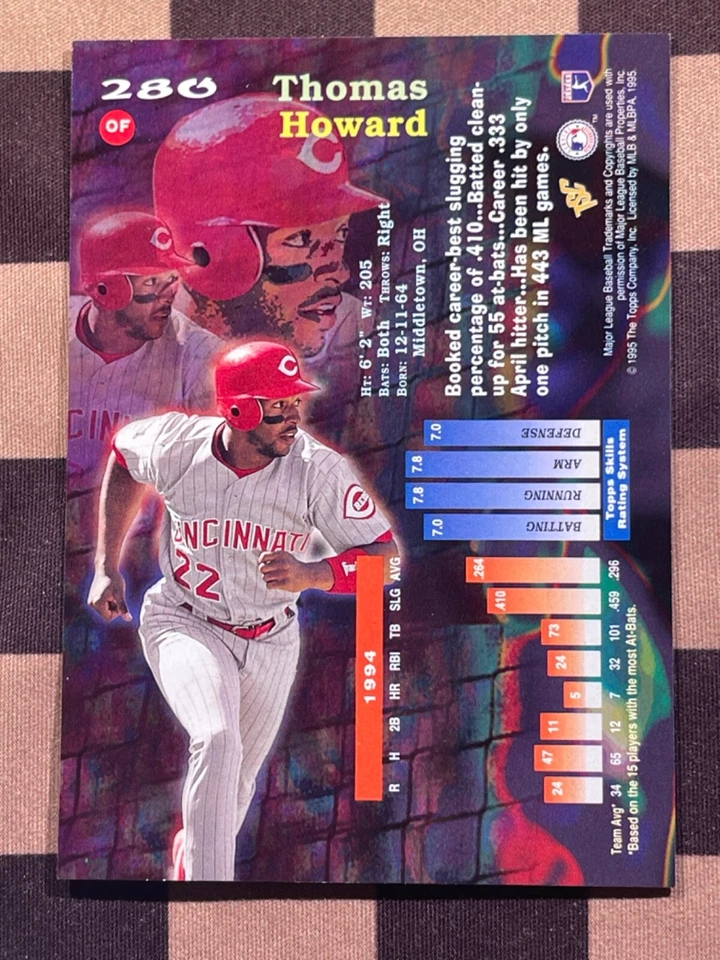 280
OF
Thomas
Howard
HT: 6' 2" WT: 205
BATS: Both THROWS: Right
BORN: 12-11-64
Middletown, OH
Booked career-best slugging
percentage of .410...Batted clean-
up for 55 at-bats...Career .333
April hitter...Has been hit by only
one pitch in 443 ML games.
TSC
TM
Major League Baseball Trademarks and Copyrights are used with
permission of Major League Baseball Properties, Inc.
© 1995 The Topps Company, Inc. Licensed by MLB & MLBPA, 1995
C
C
C
CIN
CINCINNATI
22
REDS
1994
R H 2B HR RBI TB SLG AVG
24 47 11 5 24 73 .410 .264
Team Avg* 34 65 12 7 32 101 .459 .296
*Based on the 15 players with the most At-Bats.
7.0 7.8 7.8 7.0
BATTING RUNNING ARM DEFENSE
Topps Skills
Rating System